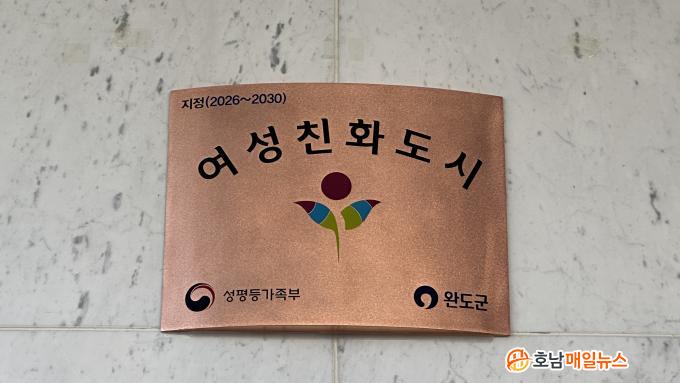 지정(2026~2030)
여성친화도시
성평등가족부
완도군
호남매일뉴스